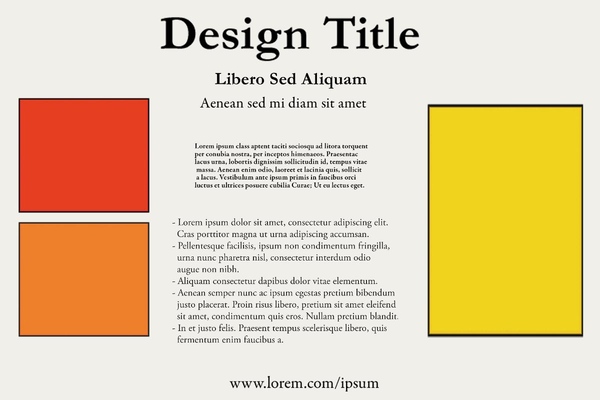 Design Title
Libero Sed Aliquam
Aenean sed mi diam sit amet
Lorem ipsum class aptent taciti sociosqu ad litora torquent
per conubia nostra, per inceptos himenaeos. Praesentac
lacus urna, lobortis dignissim sollicitudin id, tempus vitae
massa. Aenean enim odio, laoreet et lacinia quis, sollicit
a lacus. Vestibulum ante ipsum primis in faucibus orci
luctus et ultrices posuere cubilia Curae; Ut eu lectus eget.
- Lorem ipsum dolor sit amet, consectetur adipiscing elit.
Cras porttitor magna ut urna adipiscing accumsan.
- Pellentesque facilisis, ipsum non condimentum fringilla,
urna nunc pharetra nisl, consectetur interdum odio
augue non nibh.
- Aliquam consectetur dapibus dolor vitae elementum.
- Aenean semper nunc ac ipsum egestas pretium bibendum
justo placerat. Proin risus libero, pretium sit amet eleifend
sit amet, condimentum quis eros. Nullam pretium blandit
- In et justo felis. Praesent tempus scelerisque libero, quis
fermentum enim faucibus a.
www.lorem.com/ipsum